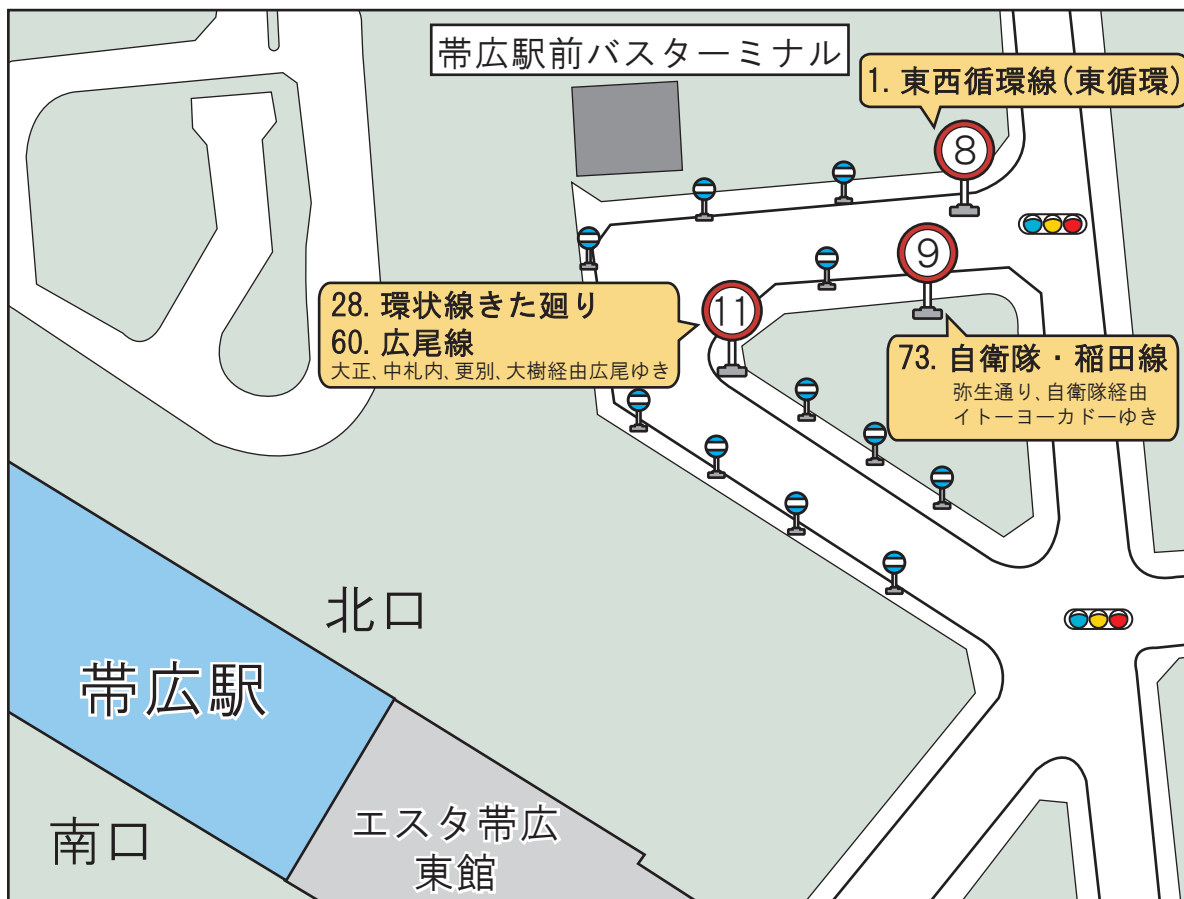 帯広駅前バスターミナル
1. 東西循環線(東循環)
8
9
11
28. 環状線きた廻り
60. 広尾線
大正、中札内、更別、大樹経由広尾ゆき
73. 自衛隊・稲田線
弥生通り、自衛隊経由
イトーヨーカドーゆき
北口
帯広駅
エスタ帯広
東館
南口